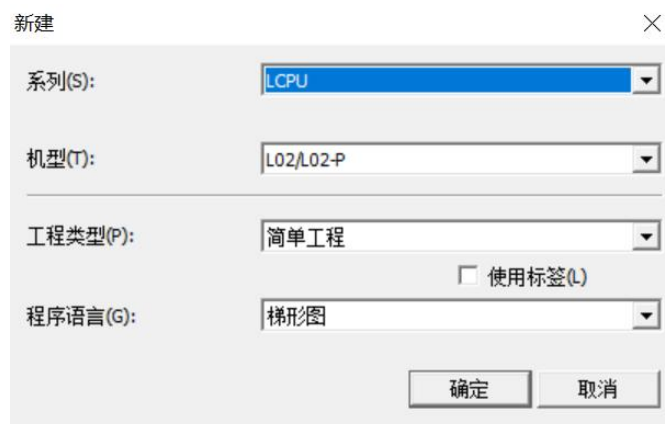 新建
系列(S): LCPU
机型(T): L02/L02-P
工程类型(P): 简单工程
使用标签(L)
程序语言(G): 梯形图
确定 取消